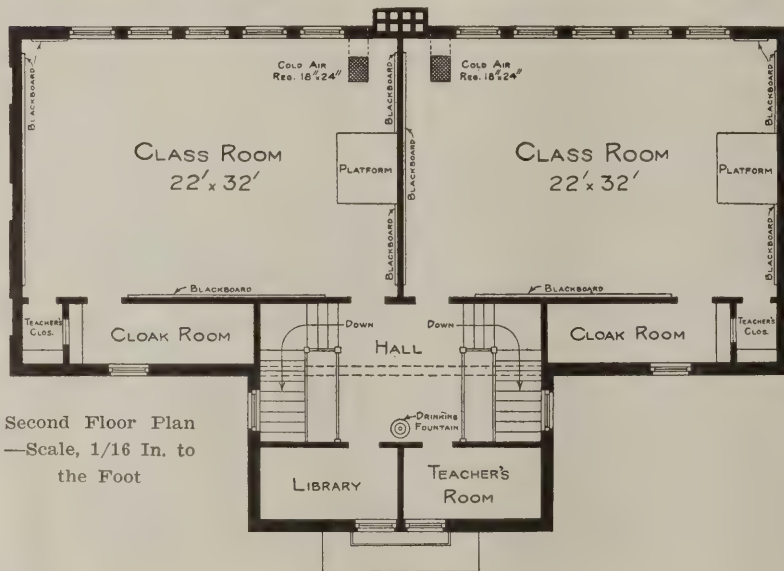 COLD AIR
REG. 18"x24"
COLD AIR
REG. 18"x24"
BLACKBOARD
BLACKBOARD
BLACKBOARD
BLACKBOARD
CLASS ROOM
22' x 32'
PLATFORM
CLASS ROOM
22' x 32'
PLATFORM
BLACKBOARD
BLACKBOARD
BLACKBOARD
BLACKBOARD
TEACHER'S
CLOS.
CLOAK ROOM
DOWN
HALL
DOWN
CLOAK ROOM
TEACHER'S
CLOS.
Second Floor Plan
—Scale, 1/16 In. to
the Foot
DRINKING
FOUNTAIN
LIBRARY
TEACHER'S
ROOM